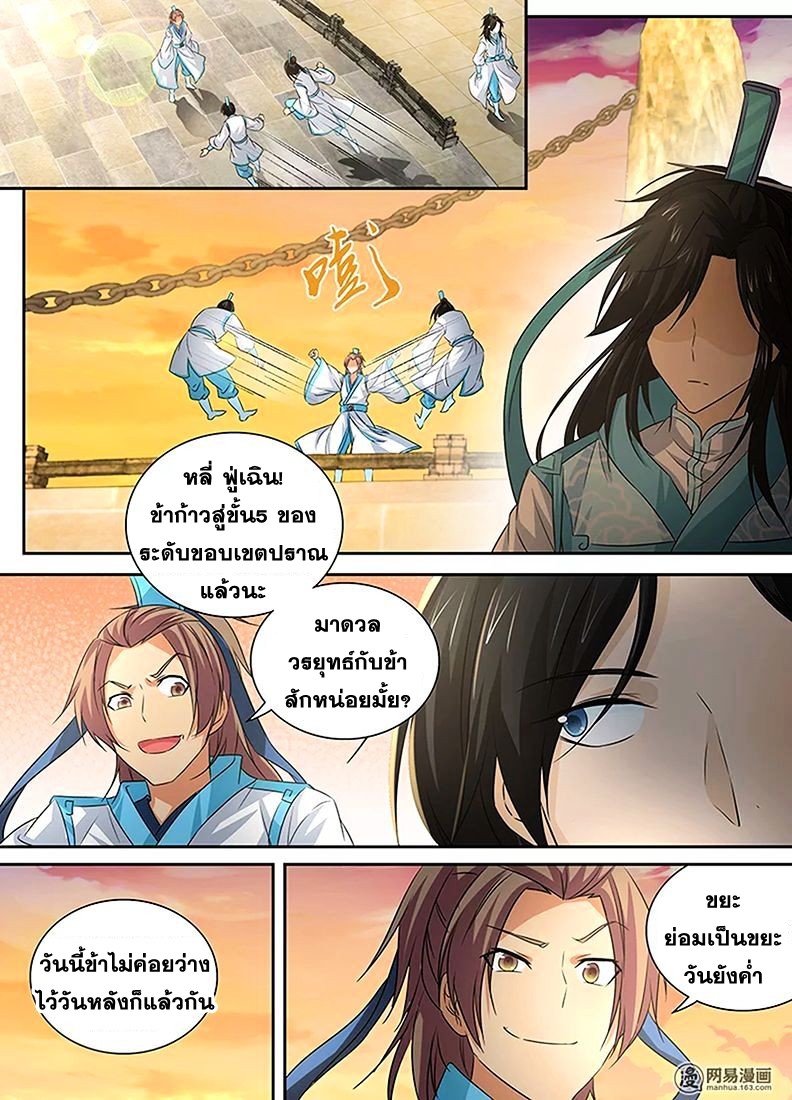 嘭
หลี่ ฟู่เฉิน!
ข้าก้าวสู่ขั้น5 ของ
ระดับขอบเขตปราณ
แล้วนะ
มาดวล
วรยุทธ์กับข้า
สักหน่อยมั้ย?
วันนี้ข้าไม่ค่อยว่าง
ไว้วันหลังก็แล้วกัน
ขยะ
ย่อมเป็นขยะ
วันยังค่ำ
漫 网易漫画
manhua.163.com